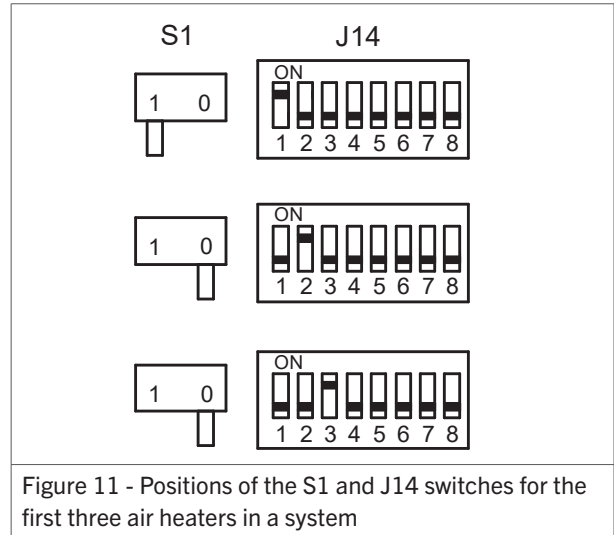 S1 J14
ON
1 0
1 2 3 4 5 6 7 8
ON
1 0
1 2 3 4 5 6 7 8
ON
1 0
1 2 3 4 5 6 7 8
Figure 11 - Positions of the S1 and J14 switches for the
first three air heaters in a system